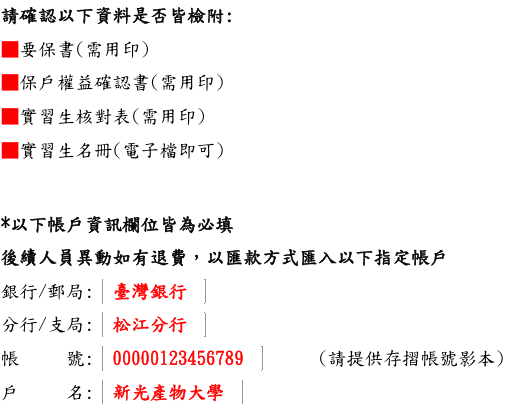 請確認以下資料是否皆檢附:
■要保書(需用印)
■保戶權益確認書(需用印)
■實習生核對表(需用印)
■實習生名冊(電子檔即可)
*以下帳戶資訊欄位皆為必填
後續人員異動如有退費，以匯款方式匯入以下指定帳戶
銀行/郵局: 臺灣銀行
分行/支局: 松江分行
帳 號: 00000123456789 (請提供存摺帳號影本)
戶 名: 新光產物大學